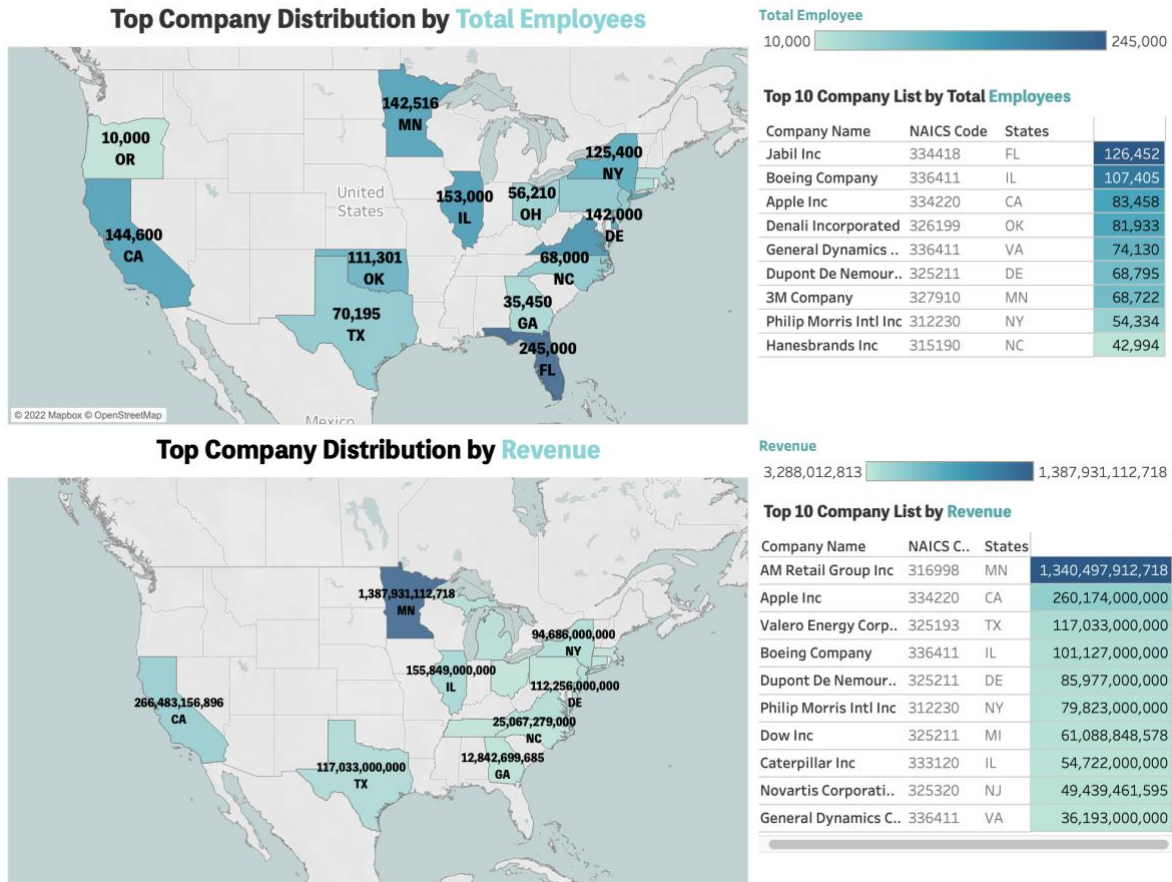 Top Company Distribution by Total Employees
142,516
MN
10,000
OR
125,400
NY
United
States
153,000
IL
56,210
OH
142,000
DE
144,600
CA
111,301
OK
68,000
NC
35,450
GA
70,195
TX
245,000
FL
© 2022 Mapbox © OpenStreetMap
Mexico
Total Employee
10,000 245,000
Top 10 Company List by Total Employees
Company Name NAICS Code States
Jabil Inc 334418 FL 126,452
Boeing Company 336411 IL 107,405
Apple Inc 334220 CA 83,458
Denali Incorporated 326199 OK 81,933
General Dynamics .. 336411 VA 74,130
Dupont De Nemour.. 325211 DE 68,795
3M Company 327910 MN 68,722
Philip Morris Intl Inc 312230 NY 54,334
Hanesbrands Inc 315190 NC 42,994
Top Company Distribution by Revenue
1,387,931,112,718
MN
94,686,000,000
NY
155,849,000,000
IL
112,256,000,000
DE
266,483,156,896
CA
25,067,279,000
NC
12,842,699,685
GA
117,033,000,000
TX
Revenue
3,288,012,813 1,387,931,112,718
Top 10 Company List by Revenue
Company Name NAICS C.. States
AM Retail Group Inc 316998 MN 1,340,497,912,718
Apple Inc 334220 CA 260,174,000,000
Valero Energy Corp.. 325193 TX 117,033,000,000
Boeing Company 336411 IL 101,127,000,000
Dupont De Nemour.. 325211 DE 85,977,000,000
Philip Morris Intl Inc 312230 NY 79,823,000,000
Dow Inc 325211 MI 61,088,848,578
Caterpillar Inc 333120 IL 54,722,000,000
Novartis Corporati.. 325320 NJ 49,439,461,595
General Dynamics C.. 336411 VA 36,193,000,000